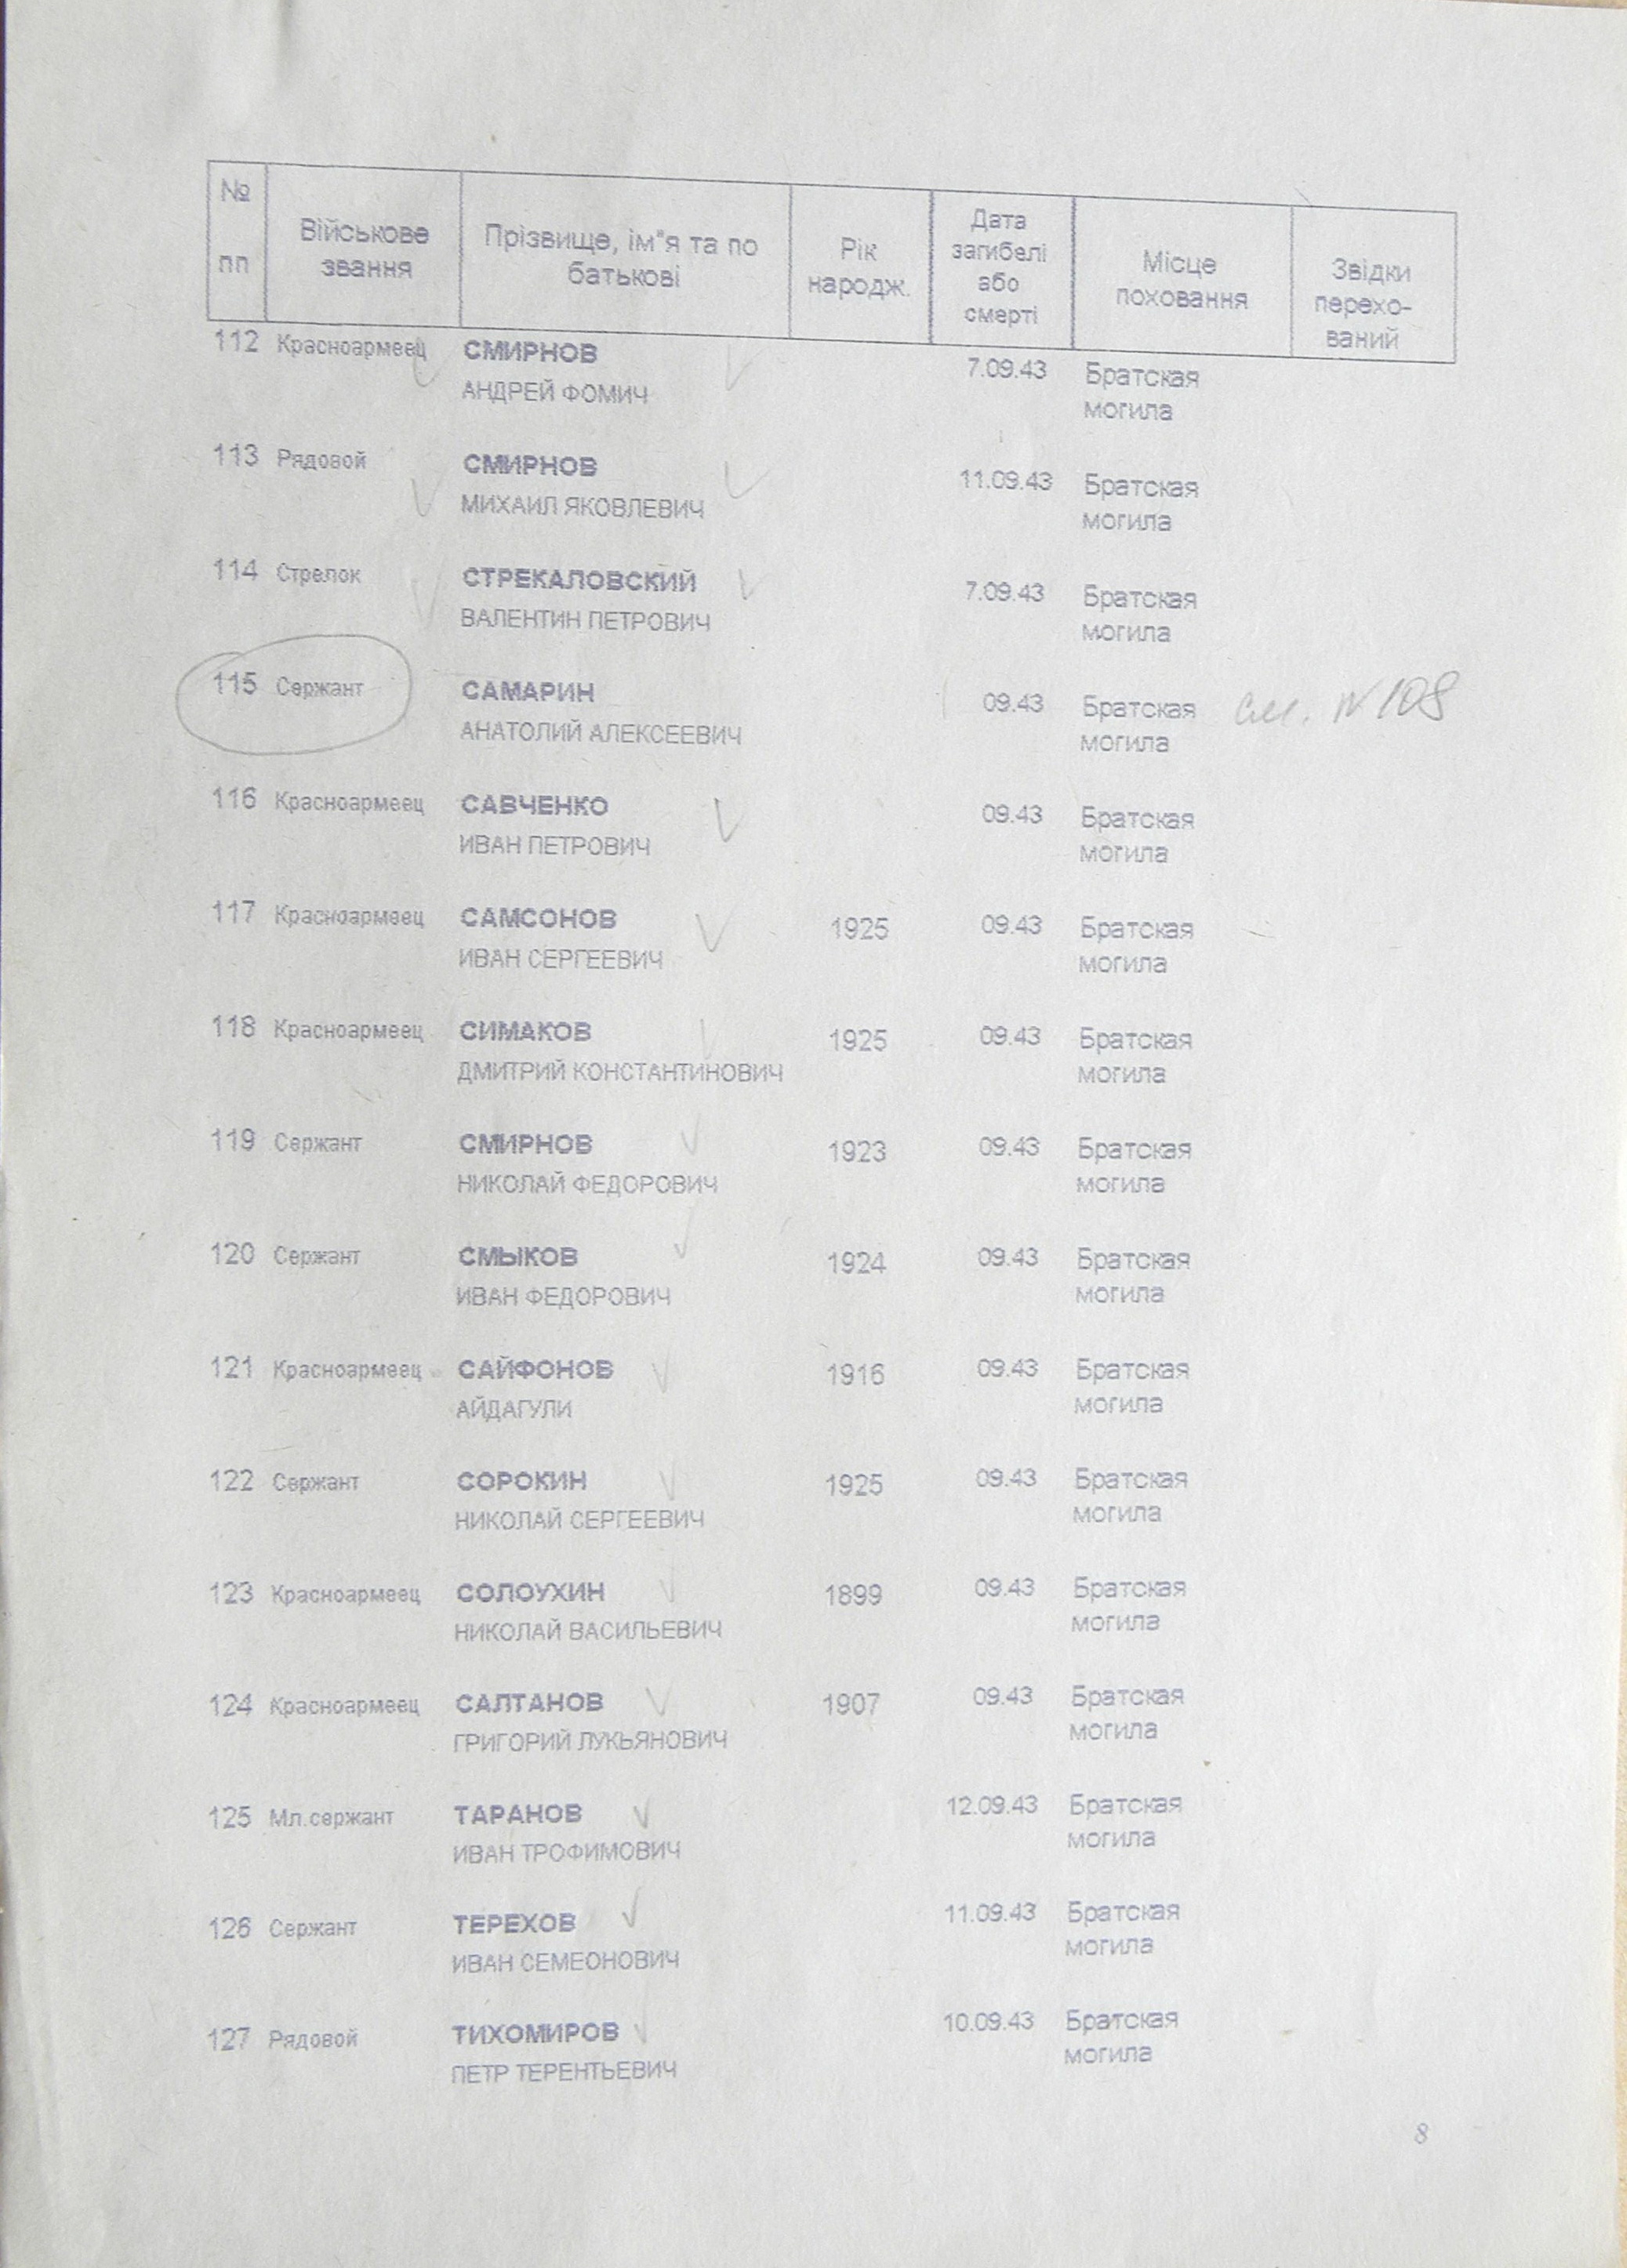 № пп
Військове звання
Прізвище, ім"я та по батькові
Рік народж.
Дата загибелі або смерті
Місце поховання
Звідки перехо-ваний
112 Красноармеец СМИРНОВ 7.09.43 Братская
АНДРЕЙ ФОМИЧ могила
113 Рядовой СМИРНОВ 11.09.43 Братская
МИХАИЛ ЯКОВЛЕВИЧ могила
114 Стрелок СТРЕКАЛОВСКИЙ 7.09.43 Братская
ВАЛЕНТИН ПЕТРОВИЧ могила
115 Сержант САМАРИН 09.43 Братская см. №108
АНАТОЛИЙ АЛЕКСЕЕВИЧ могила
116 Красноармеец САВЧЕНКО 09.43 Братская
ИВАН ПЕТРОВИЧ могила
117 Красноармеец САМСОНОВ 1925 09.43 Братская
ИВАН СЕРГЕЕВИЧ могила
118 Красноармеец СИМАКОВ 1925 09.43 Братская
ДМИТРИЙ КОНСТАНТИНОВИЧ могила
119 Сержант СМИРНОВ 1923 09.43 Братская
НИКОЛАЙ ФЕДОРОВИЧ могила
120 Сержант СМЫКОВ 1924 09.43 Братская
ИВАН ФЕДОРОВИЧ могила
121 Красноармеец САЙФОНОВ 1916 09.43 Братская
АЙДАГУЛИ могила
122 Сержант СОРОКИН 1925 09.43 Братская
НИКОЛАЙ СЕРГЕЕВИЧ могила
123 Красноармеец СОЛОУХИН 1899 09.43 Братская
НИКОЛАЙ ВАСИЛЬЕВИЧ могила
124 Красноармеец САЛТАНОВ 1907 09.43 Братская
ГРИГОРИЙ ЛУКЬЯНОВИЧ могила
125 Мл.сержант ТАРАНОВ 12.09.43 Братская
ИВАН ТРОФИМОВИЧ могила
126 Сержант ТЕРЕХОВ 11.09.43 Братская
ИВАН СЕМЕОНОВИЧ могила
127 Рядовой ТИХОМИРОВ 10.09.43 Братская
ПЕТР ТЕРЕНТЬЕВИЧ могила
8